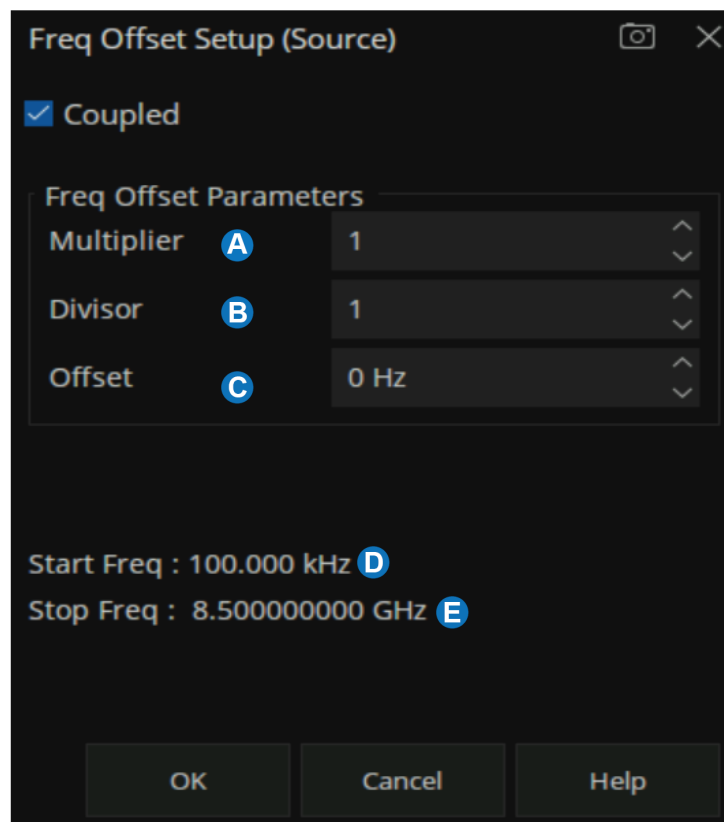 Freq Offset Setup (Source)
Coupled
Freq Offset Parameters
Multiplier A 1
Divisor B 1
Offset C 0 Hz
Start Freq : 100.000 kHz D
Stop Freq : 8.500000000 GHz E
OK Cancel Help